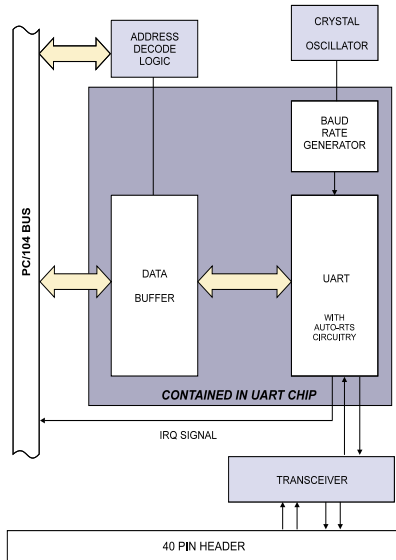 ADDRESS
DECODE
LOGIC
CRYSTAL
OSCILLATOR
BAUD
RATE
GENERATOR
PC/104 BUS
DATA
BUFFER
UART
WITH
AUTO-RTS
CIRCUITRY
CONTAINED IN UART CHIP
IRQ SIGNAL
TRANSCEIVER
40 PIN HEADER